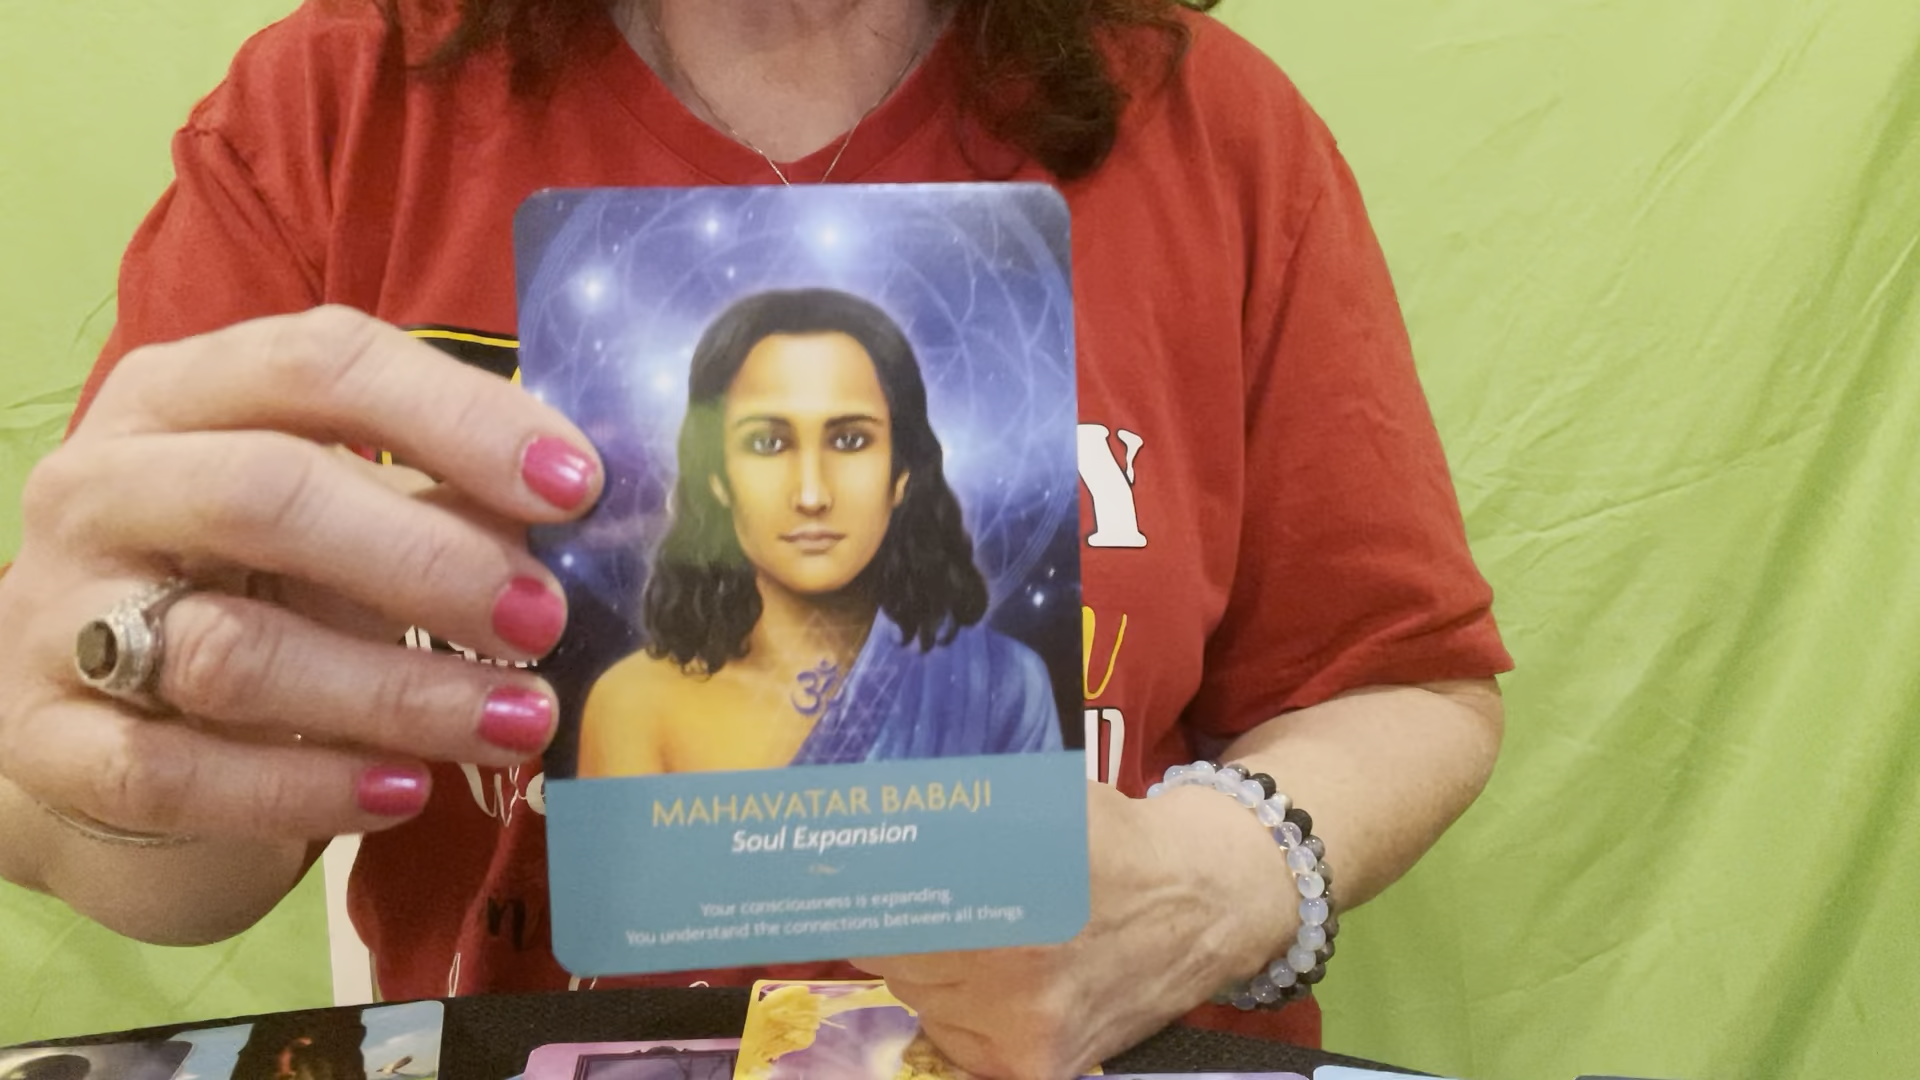 ॐ
MAHAVATAR BABAJI
Soul Expansion
Your consciousness is expanding.
You understand the connections between all things
Y